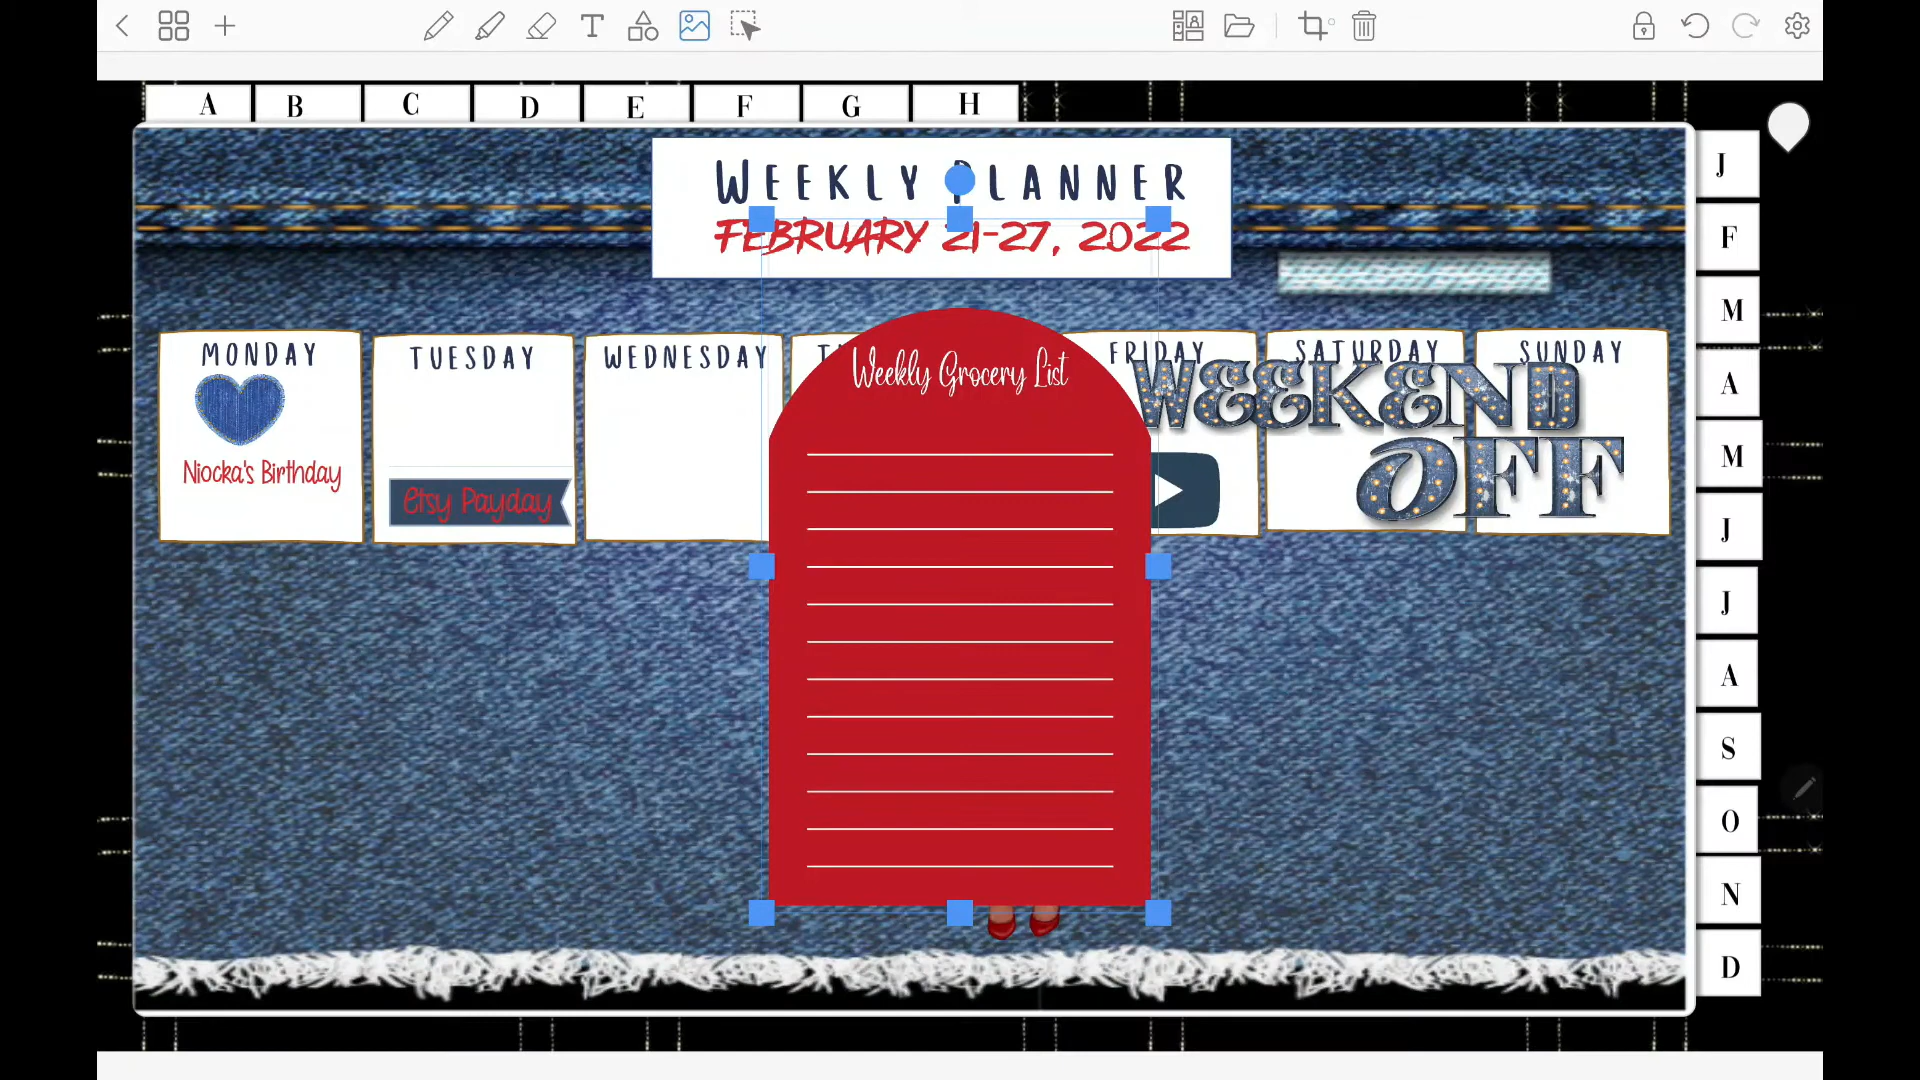 A B C D E F G H
WEEKLY PLANNER
FEBRUARY 21-27, 2022
MONDAY
TUESDAY
WEDNESDAY
T
FRIDAY
SATURDAY
SUNDAY
Weekly Grocery List
WEEKEND
OFF
Niocka's Birthday
Etsy Payday
J
F
M
A
M
J
J
A
S
O
N
D